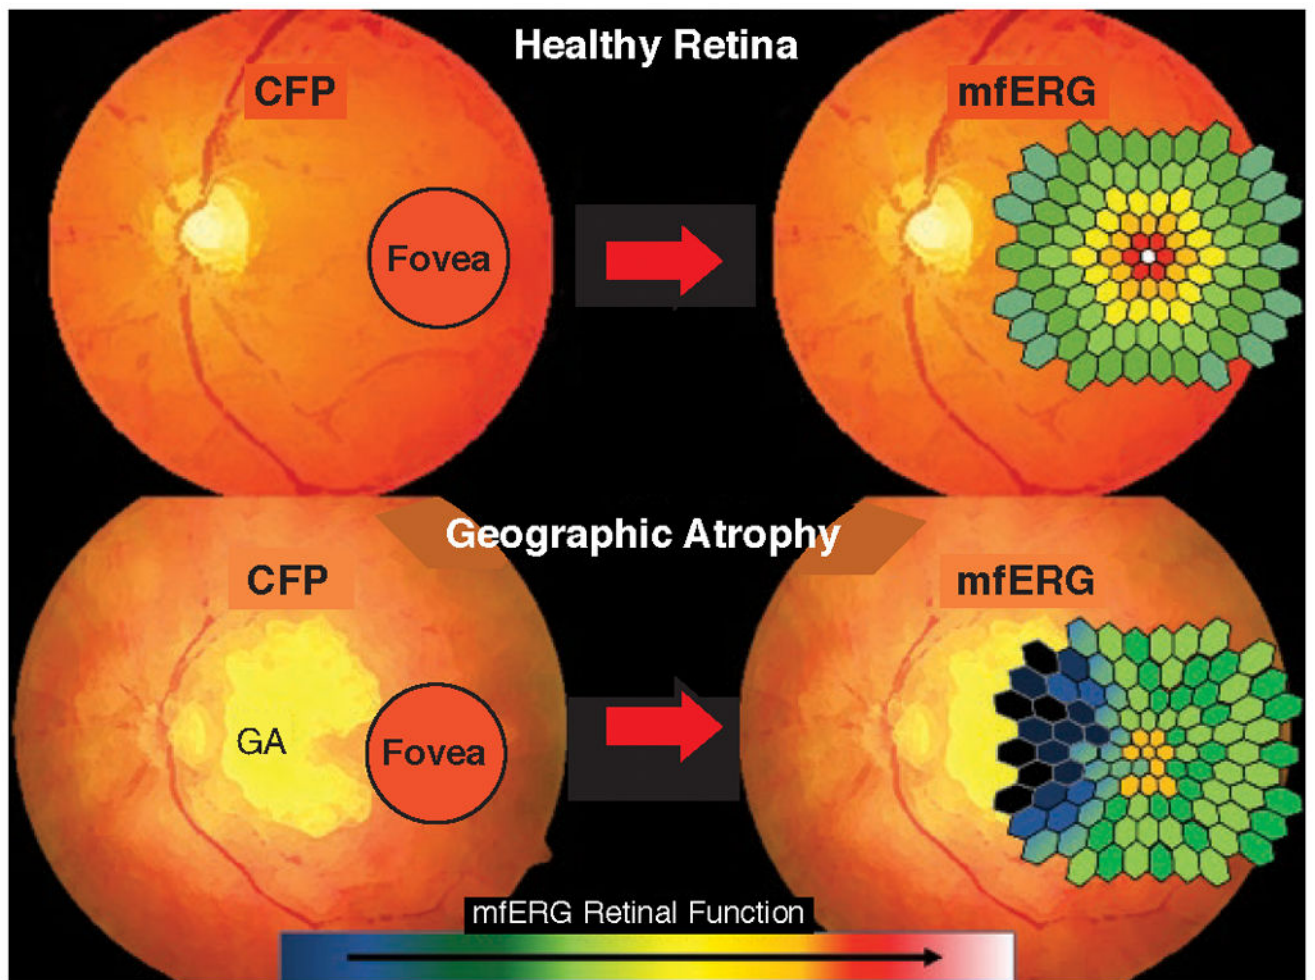 Healthy Retina
CFP
mfERG
Fovea
Geographic Atrophy
CFP
mfERG
GA
Fovea
mfERG Retinal Function